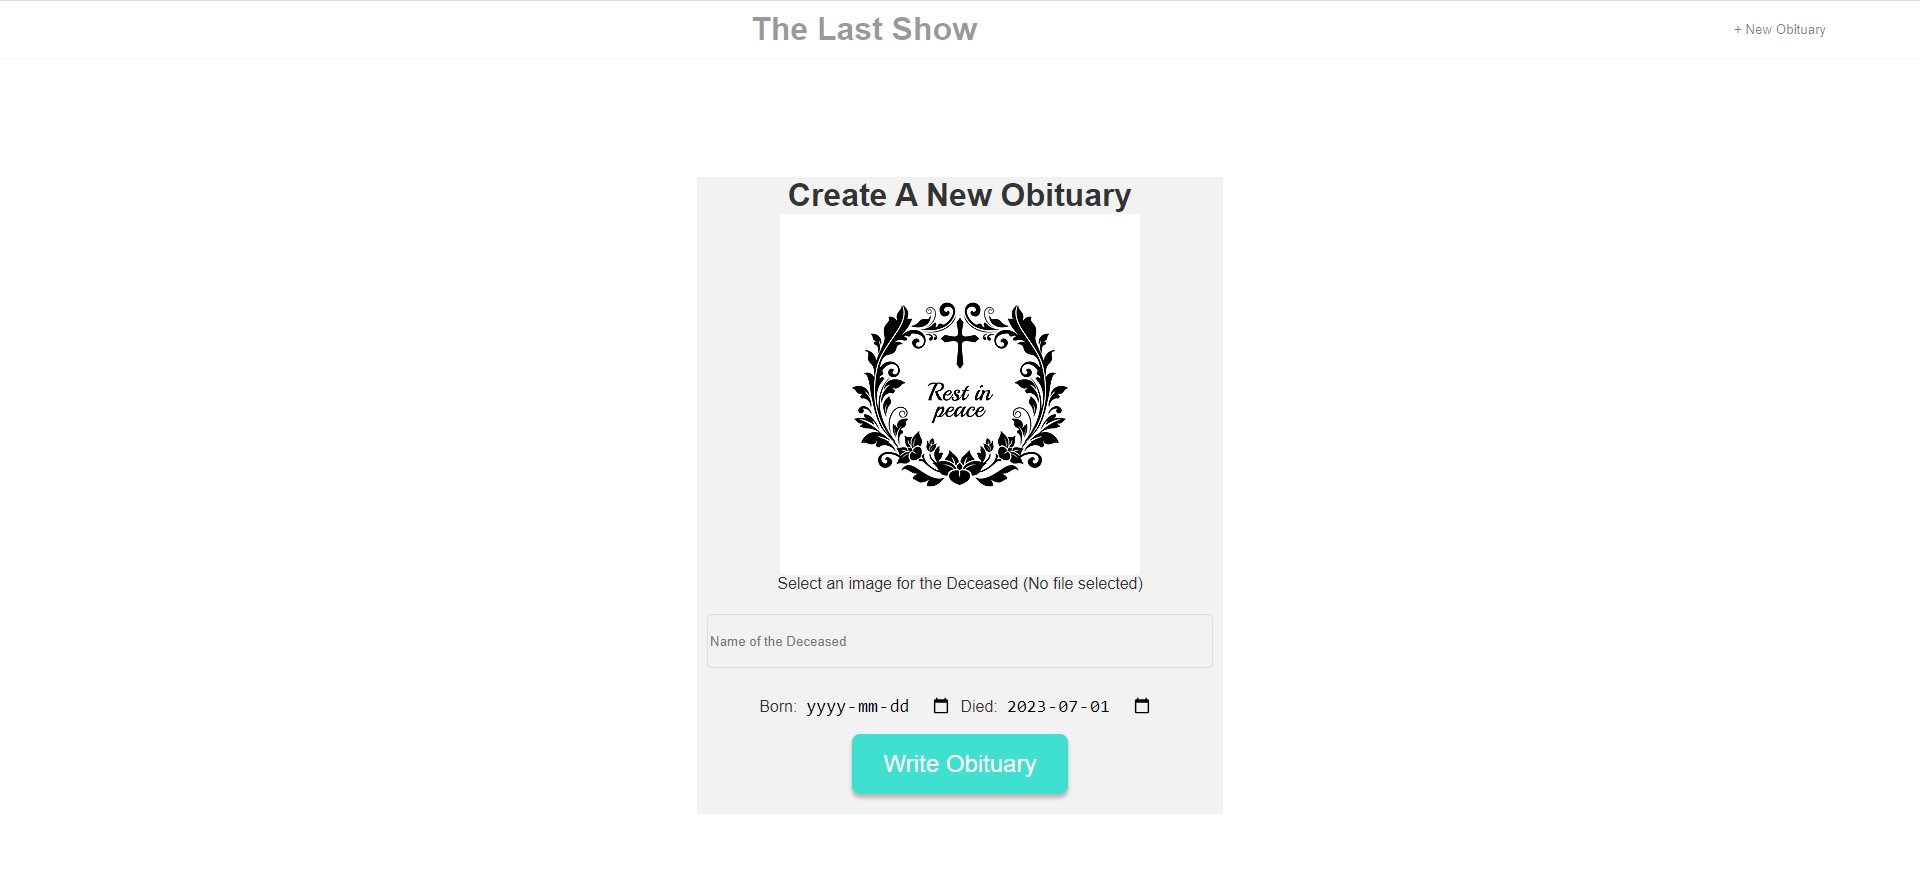 The Last Show
+ New Obituary
Create A New Obituary
Rest in
peace
Select an image for the Deceased (No file selected)
Name of the Deceased
Born: yyyy-mm-dd Died: 2023-07-01
Write Obituary